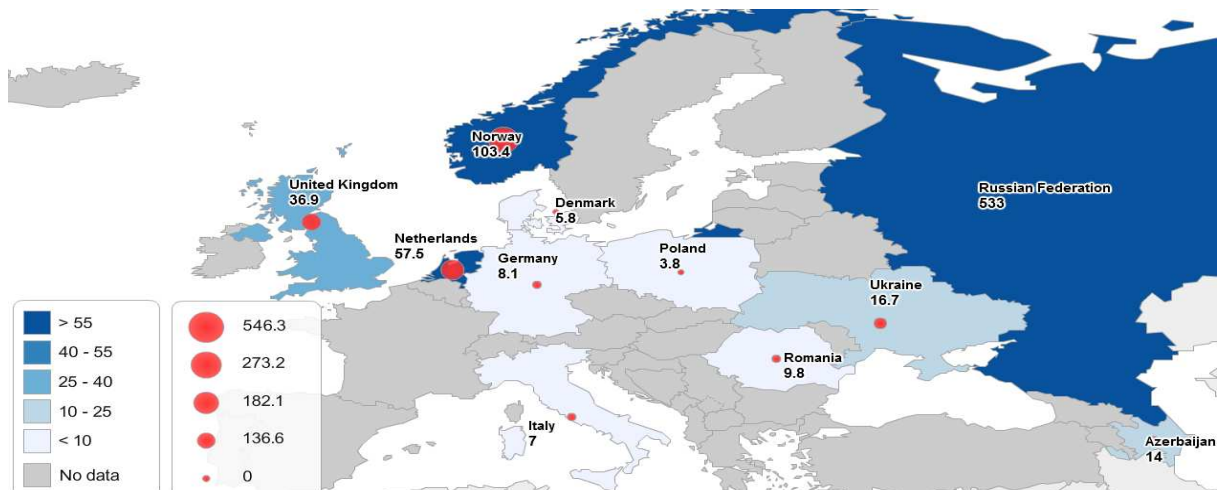 Norway
103.4
United Kingdom
36.9
Russian Federation
533
Denmark
5.8
Netherlands
57.5
Germany
8.1
Poland
3.8
Ukraine
16.7
Romania
9.8
Italy
7
Azerbaijan
14
> 55
40 - 55
25 - 40
10 - 25
< 10
No data
546.3
273.2
182.1
136.6
0